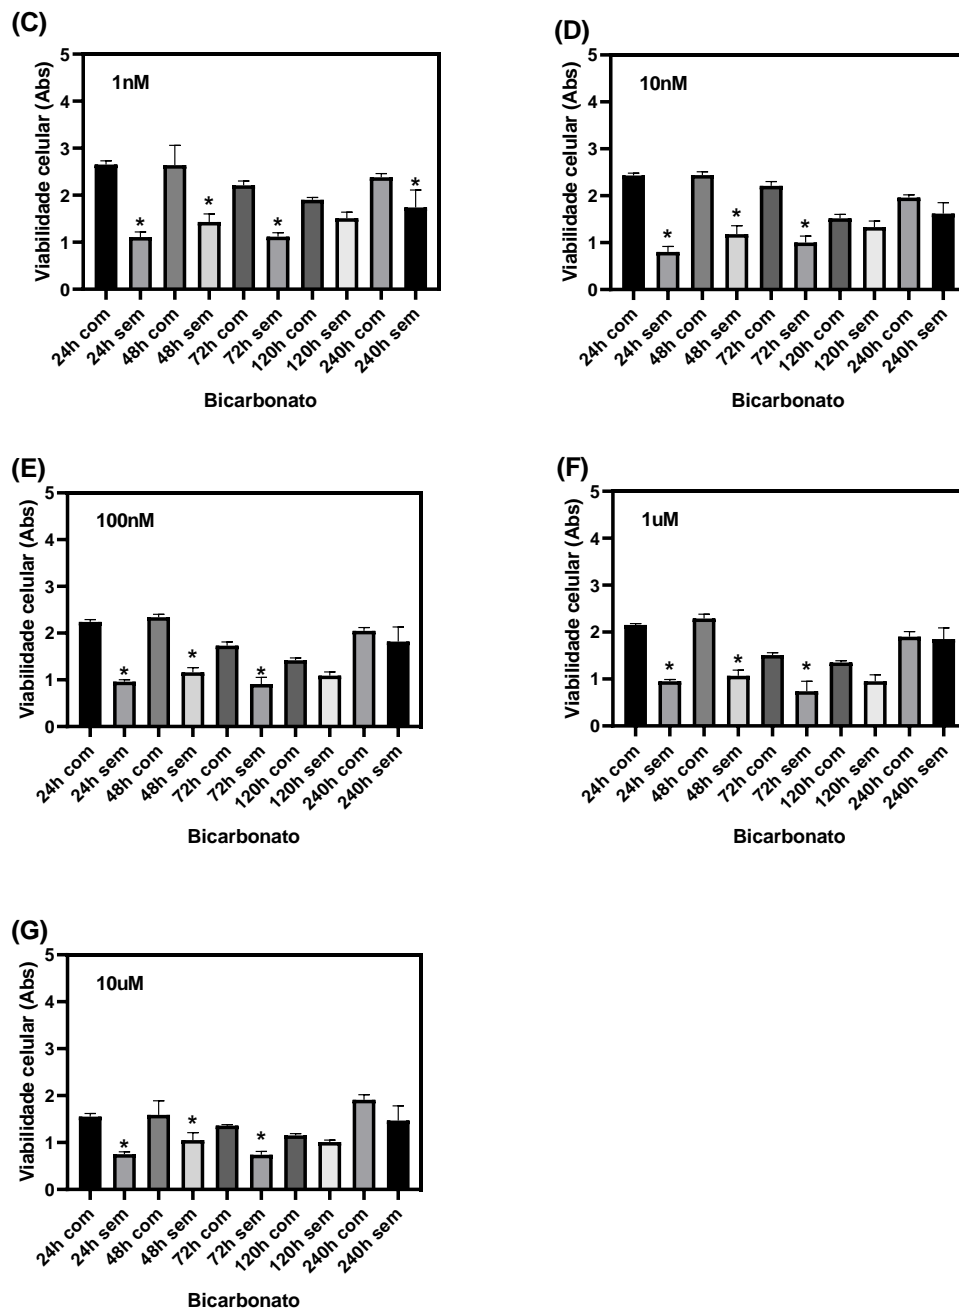 (C)
Viabilidade celular (Abs)
5
4
3
2
1
0
1nM
*
*
*
*
24h com
24h sem
48h com
48h sem
72h com
72h sem
120h com
120h sem
240h com
240h sem
Bicarbonato
(D)
Viabilidade celular (Abs)
5
4
3
2
1
0
10nM
*
*
*
24h com
24h sem
48h com
48h sem
72h com
72h sem
120h com
120h sem
240h com
240h sem
Bicarbonato
(E)
Viabilidade celular (Abs)
5
4
3
2
1
0
100nM
*
*
*
24h com
24h sem
48h com
48h sem
72h com
72h sem
120h com
120h sem
240h com
240h sem
Bicarbonato
(F)
Viabilidade celular (Abs)
5
4
3
2
1
0
1uM
*
*
*
24h com
24h sem
48h com
48h sem
72h com
72h sem
120h com
120h sem
240h com
240h sem
Bicarbonato
(G)
Viabilidade celular (Abs)
5
4
3
2
1
0
10uM
*
*
*
24h com
24h sem
48h com
48h sem
72h com
72h sem
120h com
120h sem
240h com
240h sem
Bicarbonato